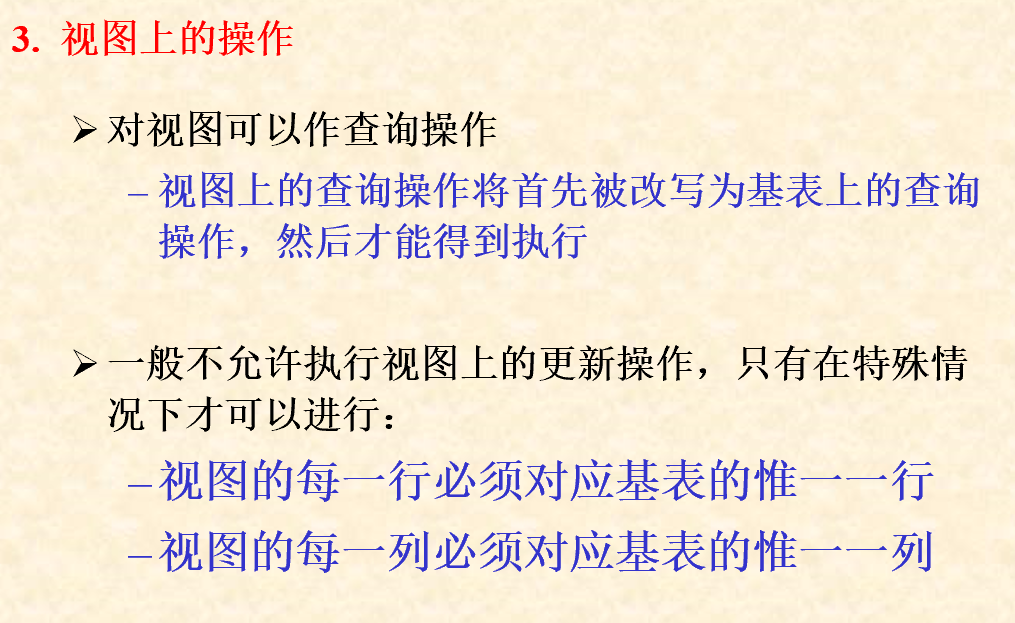 3. 视图上的操作
➢ 对视图可以作查询操作
– 视图上的查询操作将首先被改写为基表上的查询
操作，然后才能得到执行
➢ 一般不允许执行视图上的更新操作，只有在特殊情
况下才可以进行：
– 视图的每一行必须对应基表的惟一一行
– 视图的每一列必须对应基表的惟一一列